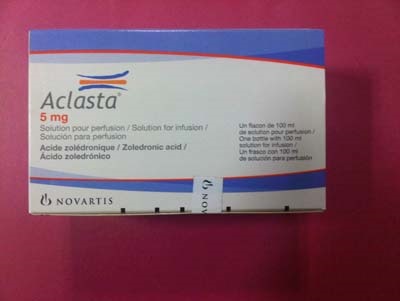 Aclasta®
5 mg
Solution pour perfusion / Solution for infusion /
Solución para perfusión
Acide zolédronique / Zoledronic acid /
Ácido zoledrónico
Un flacon de 100 ml
de solution pour perfusion /
One bottle with 100 ml
solution for infusion /
Un frasco con 100 ml
de solución para perfusión
NOVARTIS
NOV